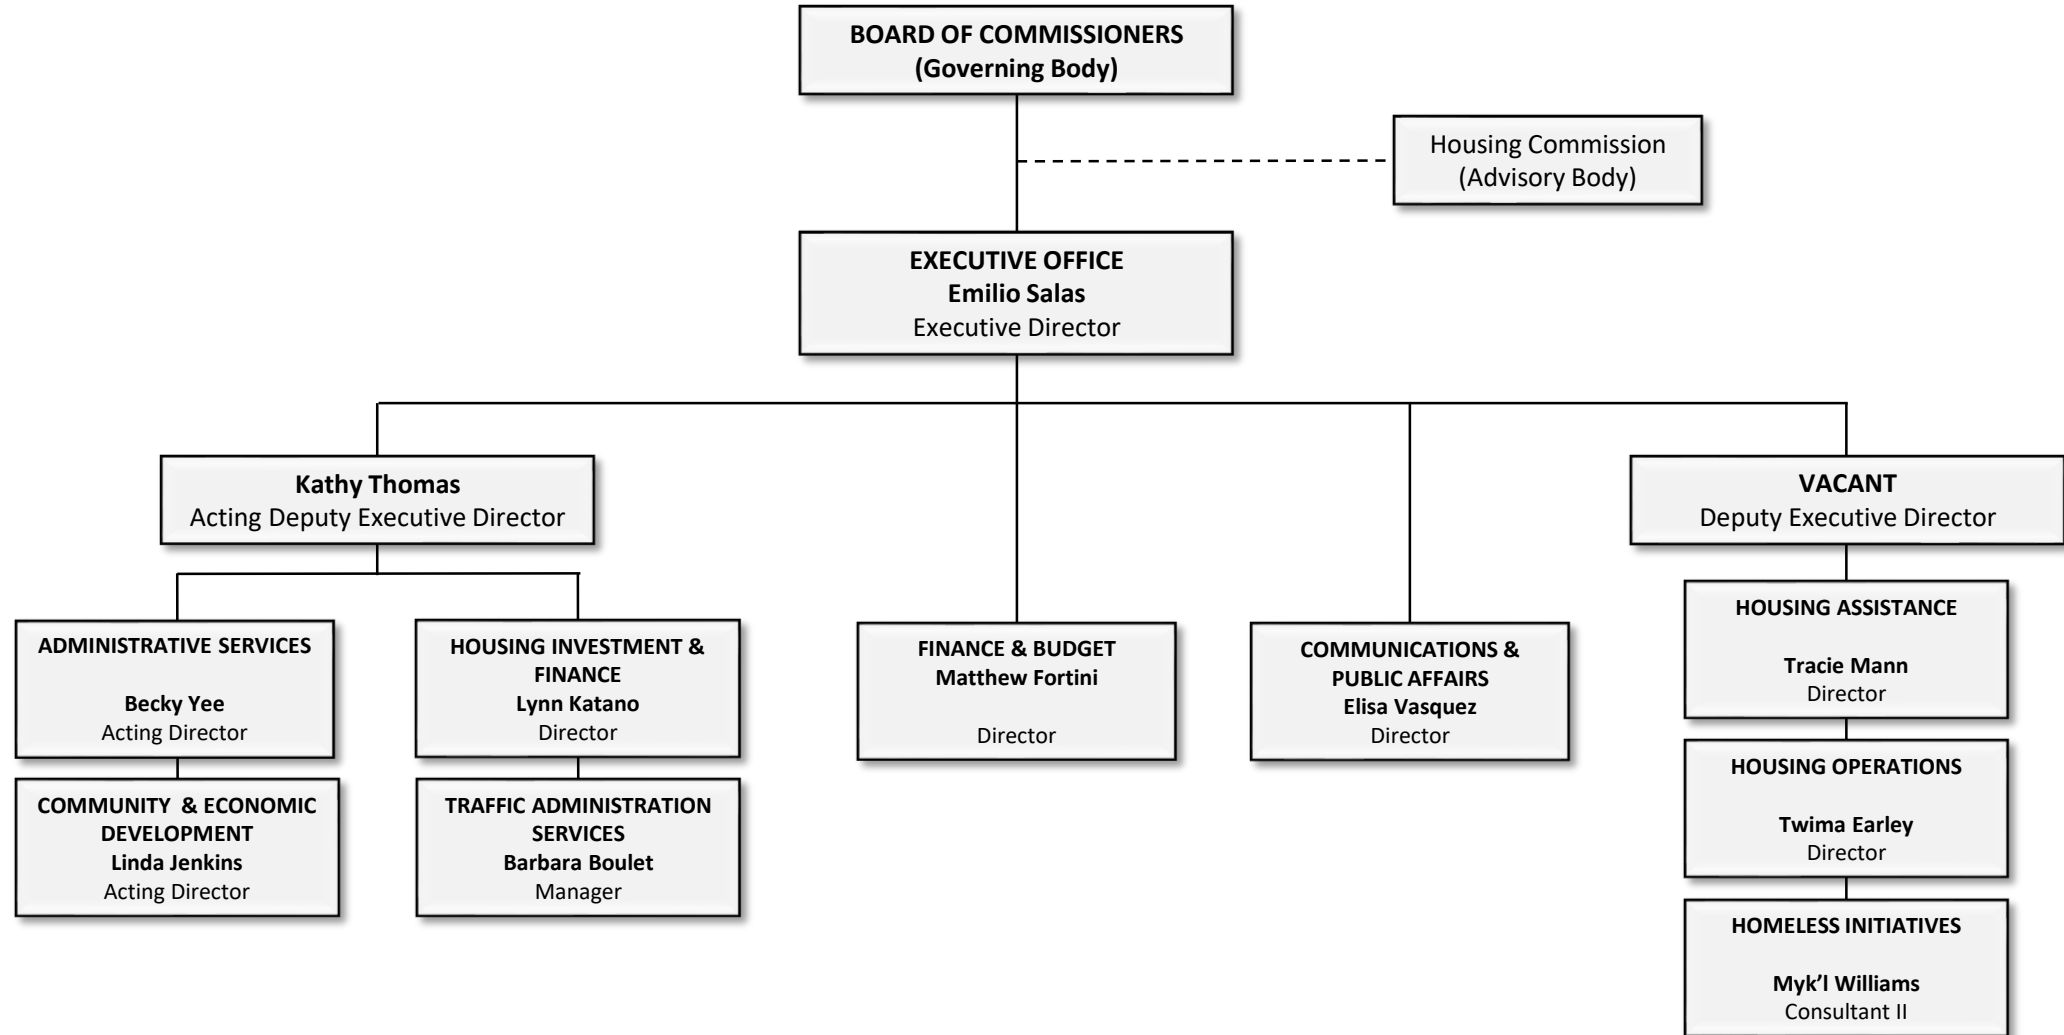 BOARD OF COMMISSIONERS
(Governing Body)
Housing Commission
(Advisory Body)
EXECUTIVE OFFICE
Emilio Salas
Executive Director
Kathy Thomas
Acting Deputy Executive Director
VACANT
Deputy Executive Director
ADMINISTRATIVE SERVICES
Becky Yee
Acting Director
HOUSING INVESTMENT &
FINANCE
Lynn Katano
Director
FINANCE & BUDGET
Matthew Fortini
Director
COMMUNICATIONS &
PUBLIC AFFAIRS
Elisa Vasquez
Director
HOUSING ASSISTANCE
Tracie Mann
Director
COMMUNITY & ECONOMIC
DEVELOPMENT
Linda Jenkins
Acting Director
TRAFFIC ADMINISTRATION
SERVICES
Barbara Boulet
Manager
HOUSING OPERATIONS
Twima Earley
Director
HOMELESS INITIATIVES
Myk’l Williams
Consultant II